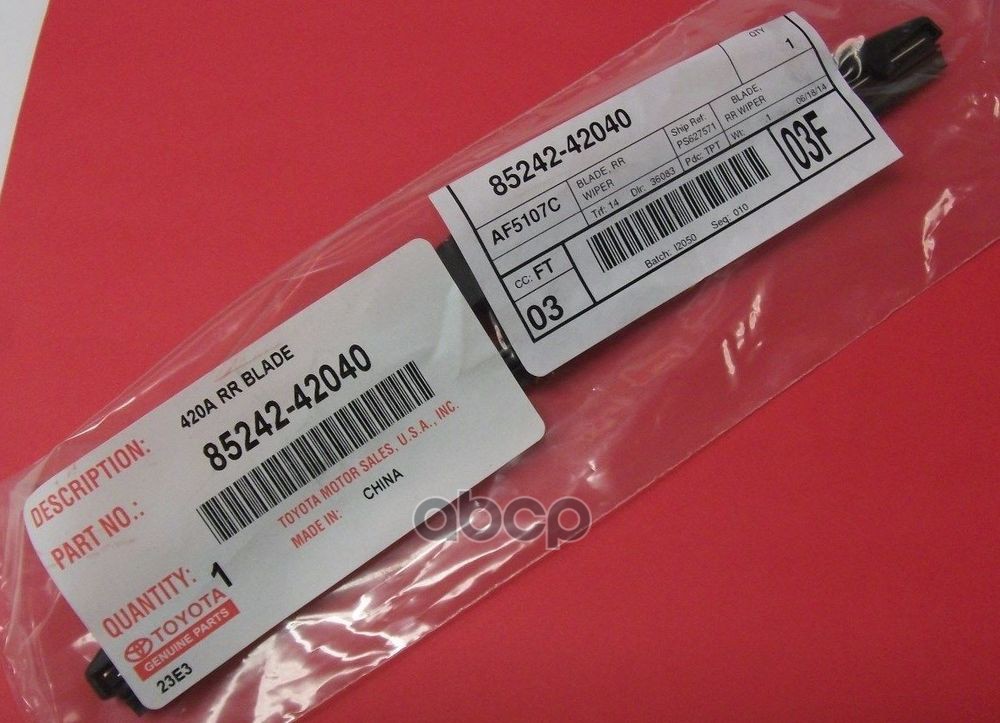 DESCRIPTION:
420A RR BLADE
PART NO.:
85242-42040
TOYOTA MOTOR SALES, U.S.A., INC.
MADE IN:
CHINA
QUANTITY:
1
TOYOTA
GENUINE PARTS
23E3
85242-42040
QTY
1
AF5107C
BLADE, RR
WIPER
Ship Ref:
PS627571
BLADE,
RR WIPER
Trf: 14 Dlr: 36083 Pdc: TPT Wt: 1 06/18/14
CC: FT
03
03F
Batch: I2050 Seq: 010
abcp